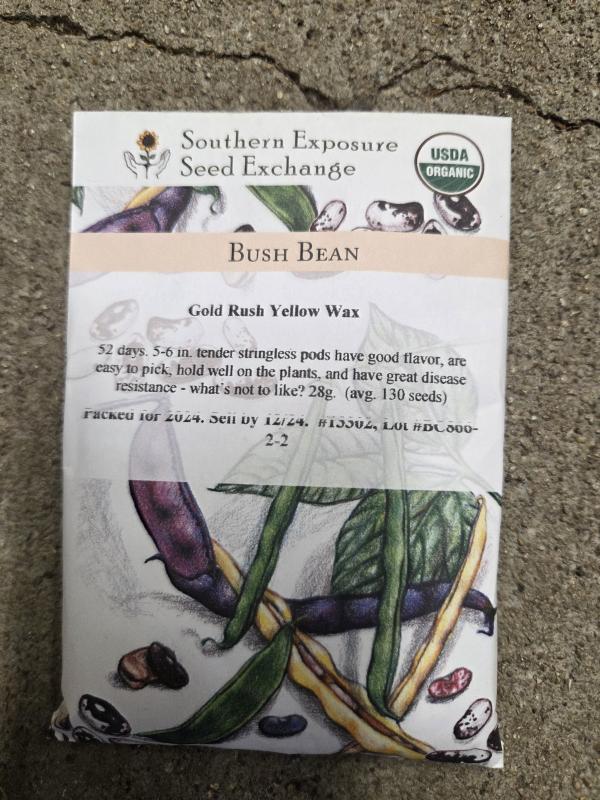 Southern Exposure
Seed Exchange
USDA
ORGANIC
Bush Bean
Gold Rush Yellow Wax
52 days. 5-6 in. tender stringless pods have good flavor, are
easy to pick, hold well on the plants, and have great disease
resistance - what's not to like? 28g. (avg. 130 seeds)
Packed for 2024. Sell by 12/24. Lot
2-2